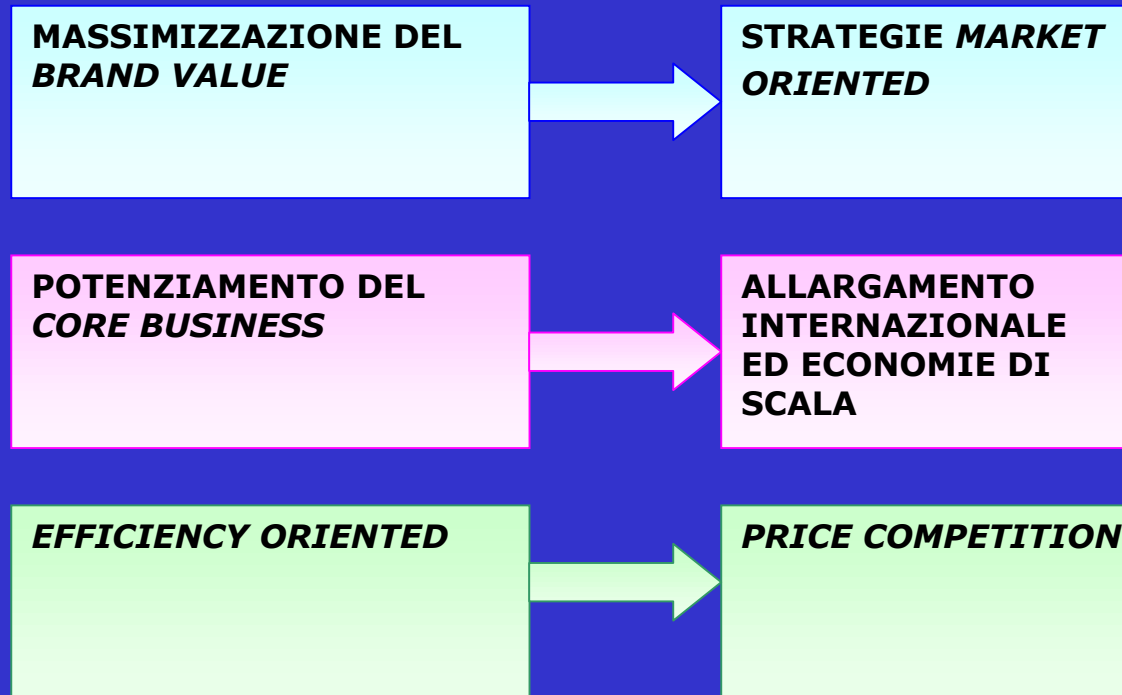 MASSIMIZZAZIONE DEL
BRAND VALUE
STRATEGIE MARKET
ORIENTED
POTENZIAMENTO DEL
CORE BUSINESS
ALLARGAMENTO
INTERNAZIONALE
ED ECONOMIE DI
SCALA
EFFICIENCY ORIENTED
PRICE COMPETITION